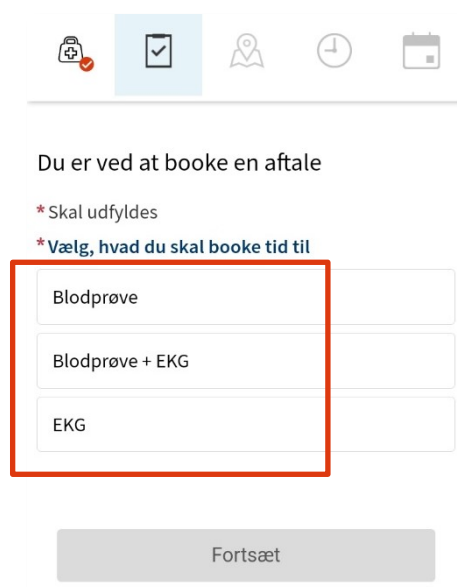 Du er ved at booke en aftale
* Skal udfyldes
* Vælg, hvad du skal booke tid til
Blodprøve
Blodprøve + EKG
EKG
Fortsæt